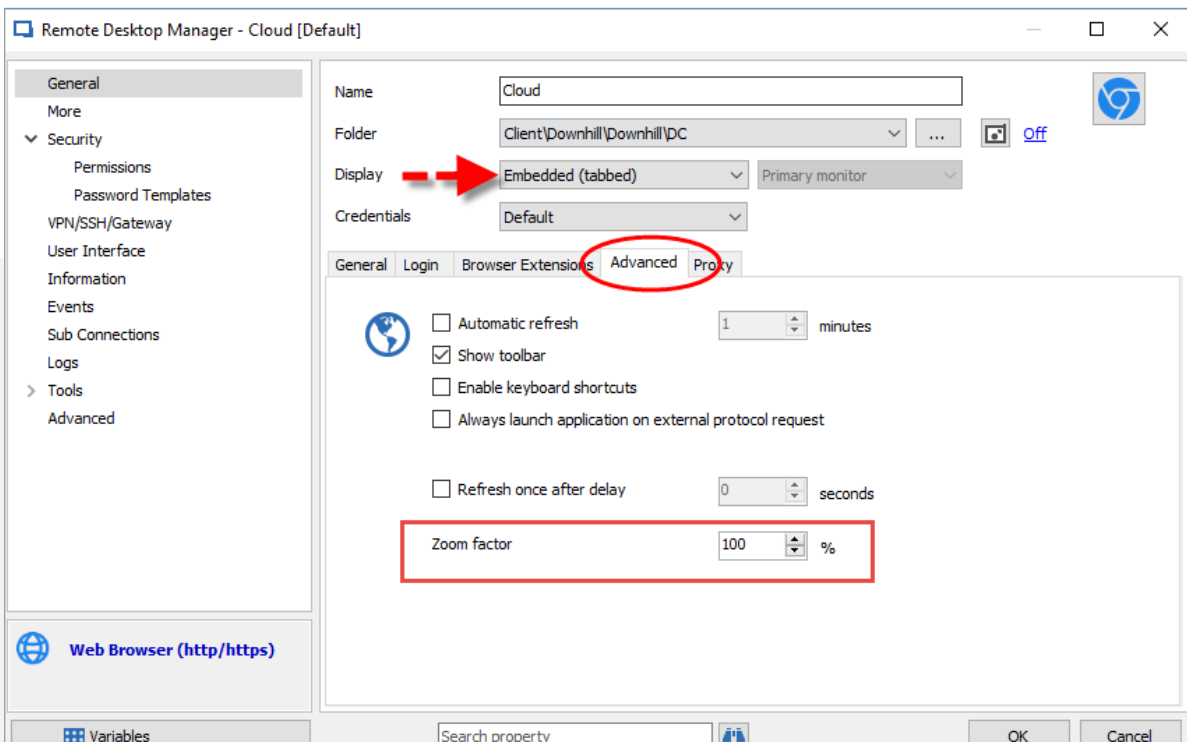 Remote Desktop Manager - Cloud [Default]
General
More
Security
Permissions
Password Templates
VPN/SSH/Gateway
User Interface
Information
Events
Sub Connections
Logs
Tools
Advanced
Web Browser (http/https)
Variables
Name Cloud
Folder Client\Downhill\Downhill\DC ... Off
Display Embedded (tabbed) Primary monitor
Credentials Default
General Login Browser Extensions Advanced Proxy
Automatic refresh 1 minutes
Show toolbar
Enable keyboard shortcuts
Always launch application on external protocol request
Refresh once after delay 0 seconds
Zoom factor 100 %
Search property
OK Cancel